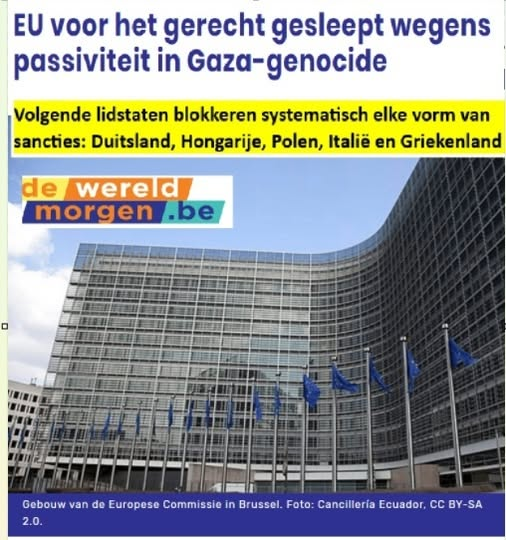 EU voor het gerecht gesleept wegens
passiviteit in Gaza-genocide
Volgende lidstaten blokkeren systematisch elke vorm van
sancties: Duitsland, Hongarije, Polen, Italië en Griekenland
de wereld
morgen .be
Gebouw van de Europese Commissie in Brussel. Foto: Cancillería Ecuador, CC BY-SA
2.0.